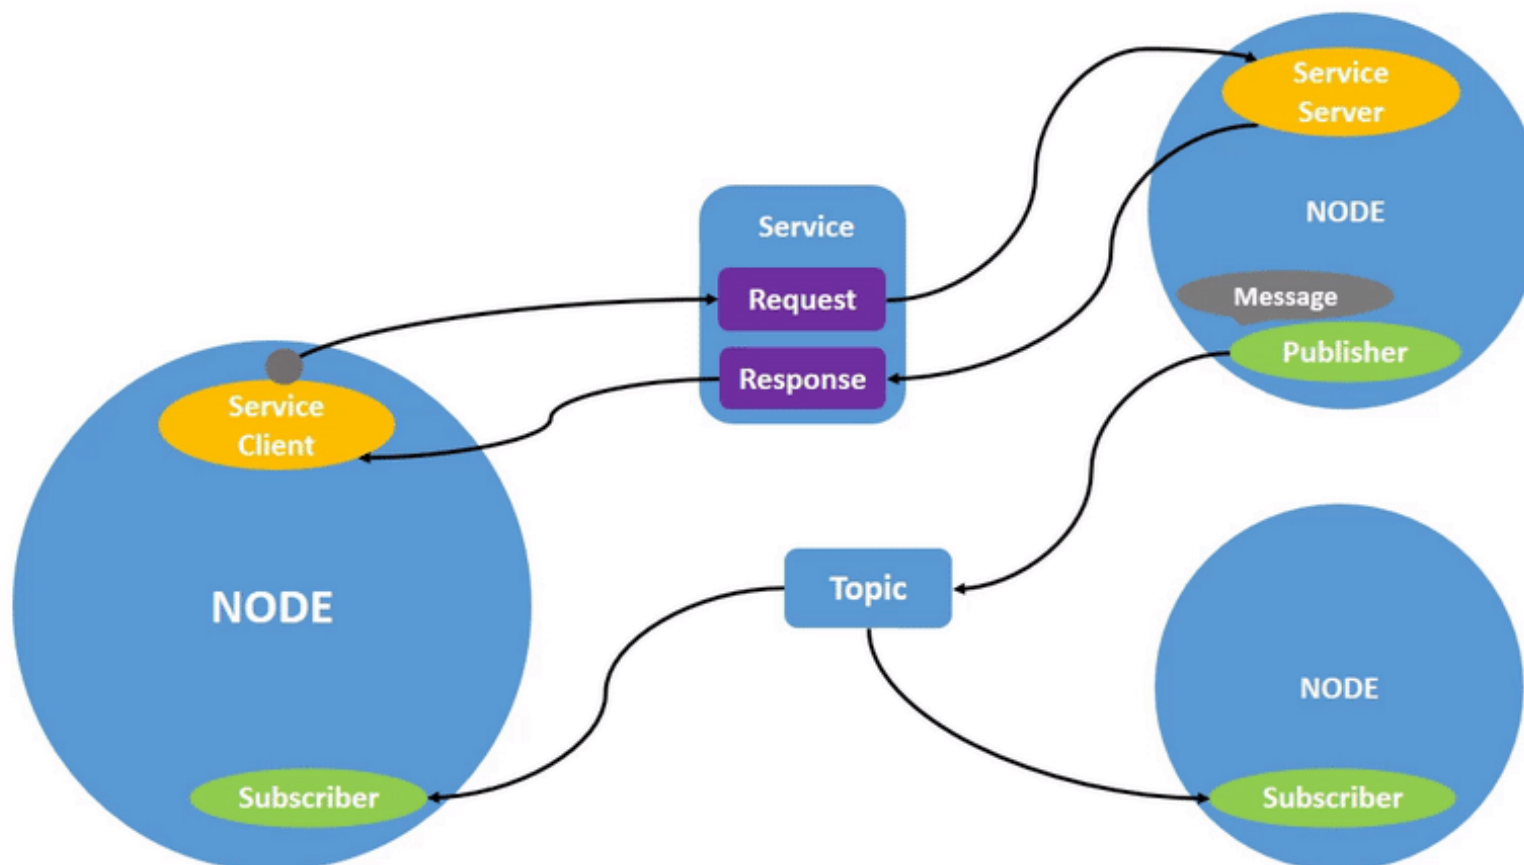 Service
Server
NODE
Service
Message
Request
Publisher
Response
Service
Client
Topic
NODE
NODE
Subscriber
Subscriber